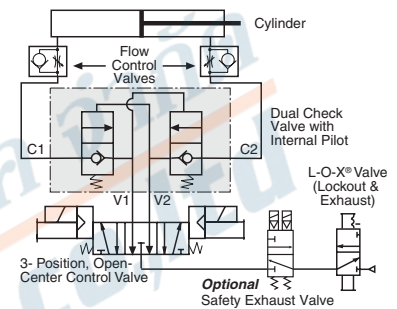 Cylinder
Flow
Control
Valves
Dual Check
Valve with
Internal Pilot
C1
C2
V1
V2
L-O-X® Valve
(Lockout &
Exhaust)
3- Position, Open-
Center Control Valve
Optional
Safety Exhaust Valve